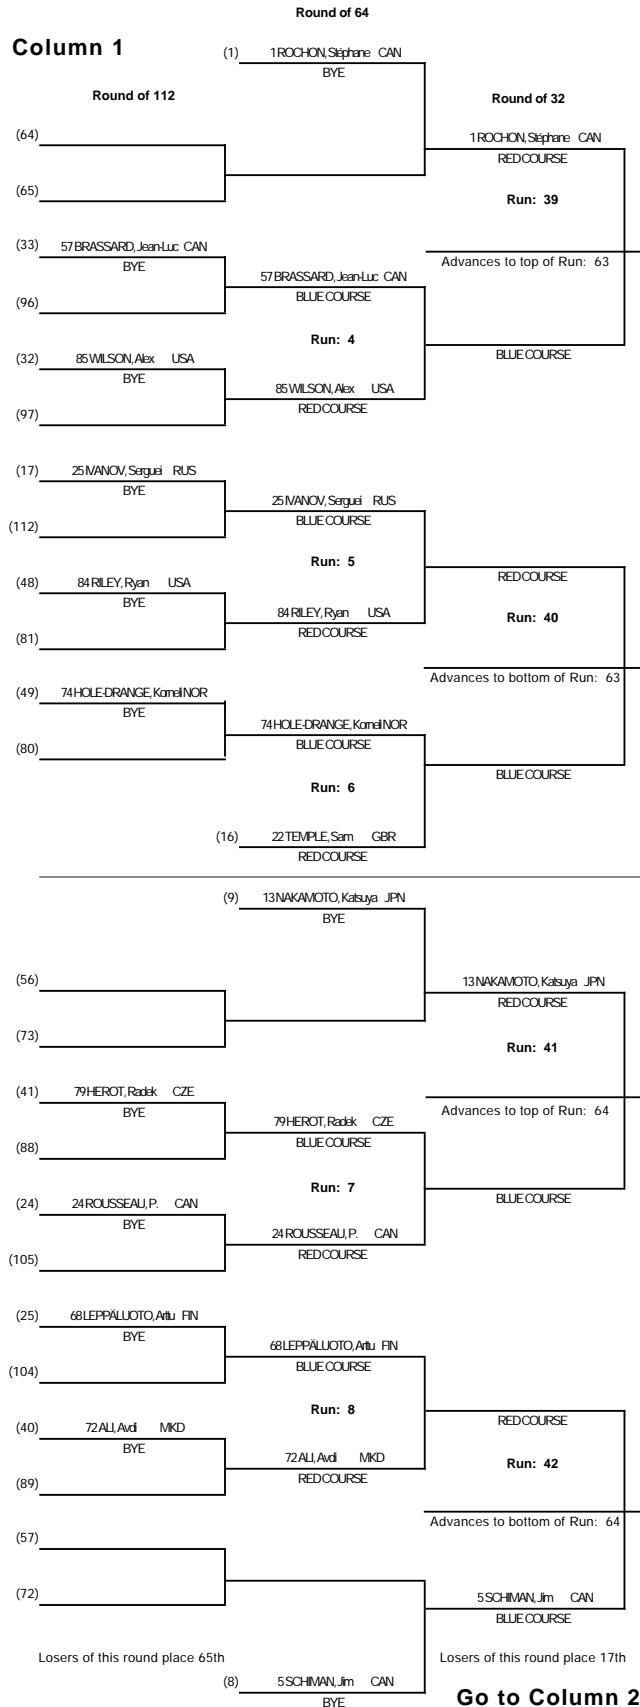 Round of 64
Column 1
(1) 1 ROCHON, Stéphane CAN
BYE
Round of 112
Round of 32
(64)
1 ROCHON, Stéphane CAN
RED COURSE
(65)
Run: 39
(33) 57 BRASSARD, Jean-Luc CAN
BYE
Advances to top of Run: 63
57 BRASSARD, Jean-Luc CAN
BLUE COURSE
(96)
Run: 4
BLUE COURSE
(32) 85 WILSON, Alex USA
BYE
85 WILSON, Alex USA
RED COURSE
(97)
(17) 25 IVANOV, Serguei RUS
BYE
25 IVANOV, Serguei RUS
BLUE COURSE
(112)
Run: 5
RED COURSE
(48) 84 RILEY, Ryan USA
BYE
84 RILEY, Ryan USA
RED COURSE
Run: 40
(81)
Advances to bottom of Run: 63
(49) 74 HOLE-DRANGE, Korneli NOR
BYE
74 HOLE-DRANGE, Korneli NOR
BLUE COURSE
(80)
BLUE COURSE
Run: 6
(16) 22 TEMPLE, Sam GBR
RED COURSE
(9) 13 NAKAMOTO, Katsuya JPN
BYE
(56)
13 NAKAMOTO, Katsuya JPN
RED COURSE
(73)
Run: 41
(41) 79 HEROT, Radek CZE
BYE
Advances to top of Run: 64
79 HEROT, Radek CZE
BLUE COURSE
(88)
Run: 7
BLUE COURSE
(24) 24 ROUSSEAU, P. CAN
BYE
24 ROUSSEAU, P. CAN
RED COURSE
(105)
(25) 68 LEPPÄLUOTO, Arttu FIN
BYE
68 LEPPÄLUOTO, Arttu FIN
BLUE COURSE
(104)
Run: 8
RED COURSE
(40) 72 ALI, Avdi MKD
BYE
72 ALI, Avdi MKD
RED COURSE
Run: 42
(89)
Advances to bottom of Run: 64
(57)
(72)
5 SCHIMAN, Jim CAN
BLUE COURSE
Losers of this round place 65th
Losers of this round place 17th
(8) 5 SCHIMAN, Jim CAN
BYE
Go to Column 2